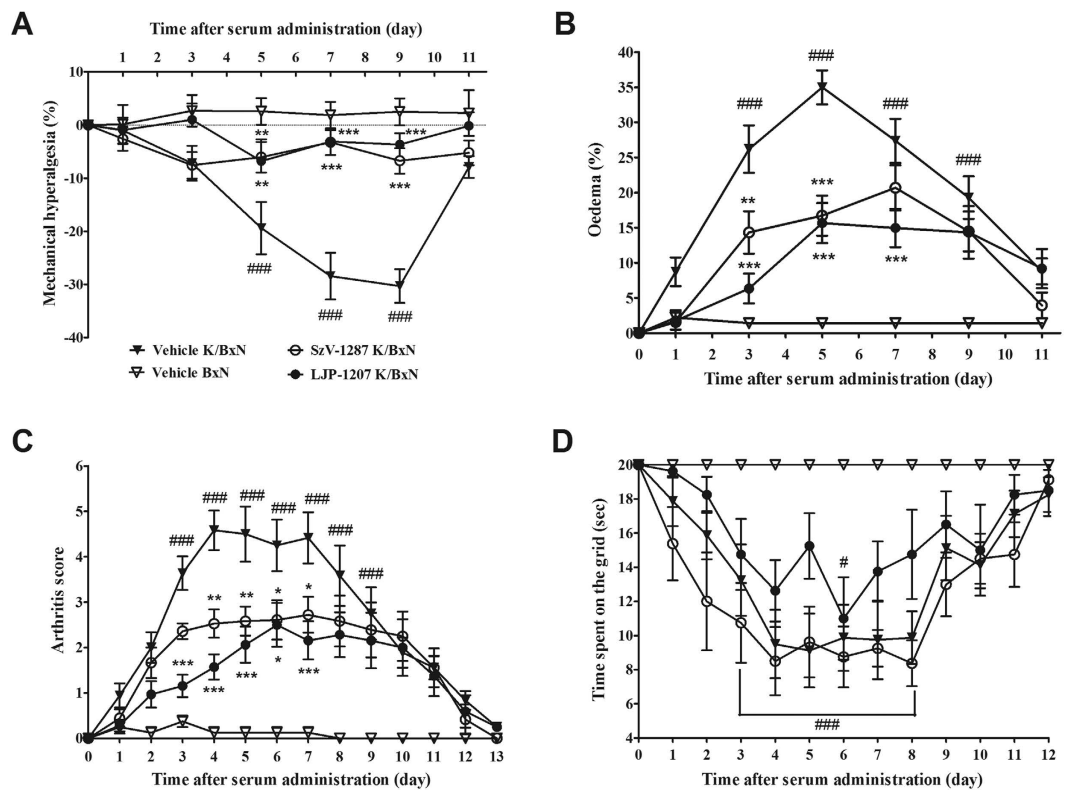 A
Time after serum administration (day)
1 2 3 4 5 6 7 8 9 10 11
Mechanical hyperalgesia (%)
10
0
-10
-20
-30
-40
** *** ***
** *** ***
### ### ###
Vehicle K/BxN
Vehicle BxN
SzV-1287 K/BxN
LJP-1207 K/BxN
B
Oedema (%)
40
35
30
25
20
15
10
5
0
###
### ###
###
** ***
*** *** ***
0 1 2 3 4 5 6 7 8 9 10 11
Time after serum administration (day)
C
Arthritis score
6
5
4
3
2
1
0
### ### ### ### ### ### ###
** ** * *
*** *** *** * ***
0 1 2 3 4 5 6 7 8 9 10 11 12 13
Time after serum administration (day)
D
Time spent on the grid (sec)
20
18
16
14
12
10
8
6
4
#
###
0 1 2 3 4 5 6 7 8 9 10 11 12
Time after serum administration (day)